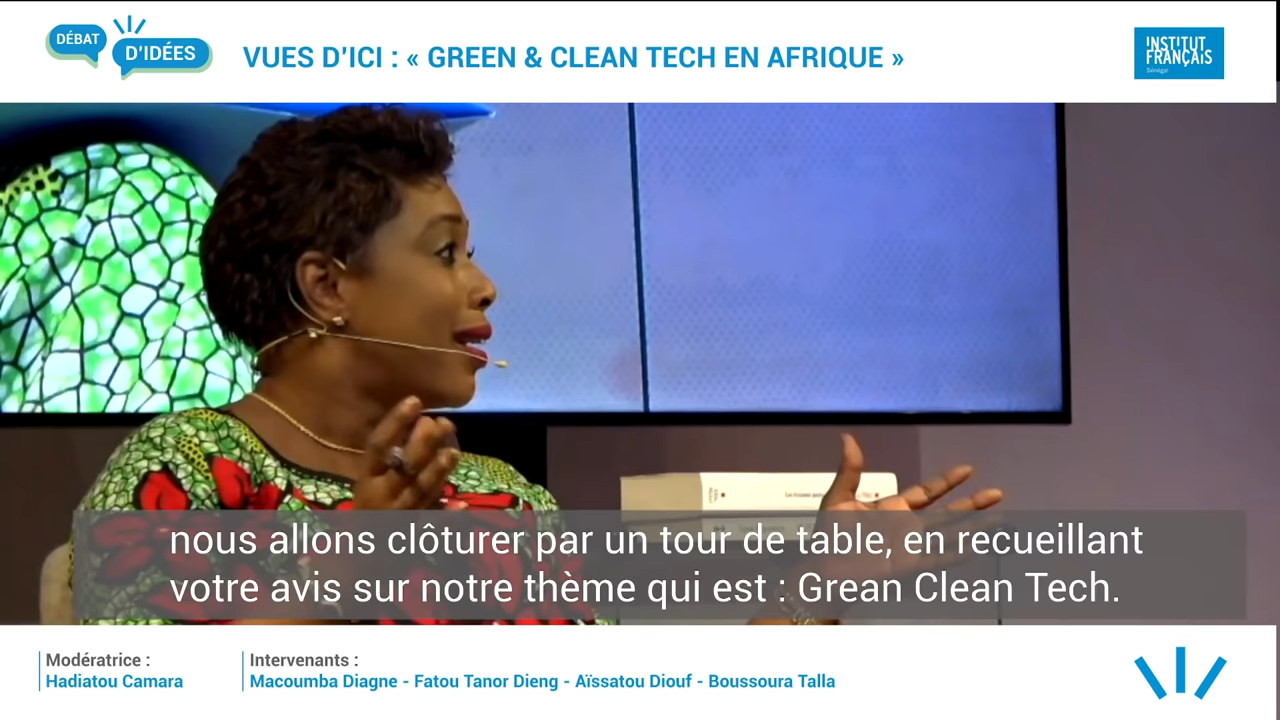 DÉBAT
D'IDÉES
VUES D'ICI : « GREEN & CLEAN TECH EN AFRIQUE »
INSTITUT
FRANÇAIS
Sénégal
nous allons clôturer par un tour de table, en recueillant
votre avis sur notre thème qui est : Grean Clean Tech.
Modératrice :
Hadiatou Camara
Intervenants :
Macoumba Diagne - Fatou Tanor Dieng - Aïssatou Diouf - Boussoura Talla